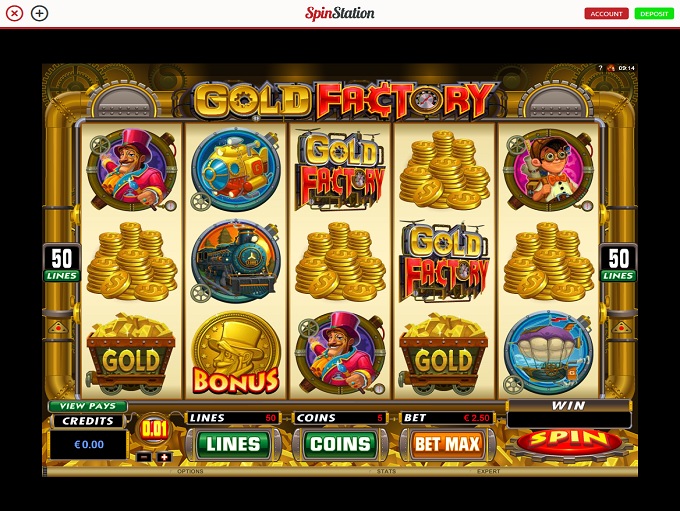 SpinStation
ACCOUNT
DEPOSIT
? 09:14
GOLD FACTORY
GOLD
FACTORY
50
LINES
GOLD
FACTORY
50
LINES
GOLD
BONUS
GOLD
VIEW PAYS
CREDITS
€0.00
0.01
LINES 50
COINS 5
BET €2.50
WIN
LINES
COINS
BET MAX
SPIN
OPTIONS
STATS
EXPERT